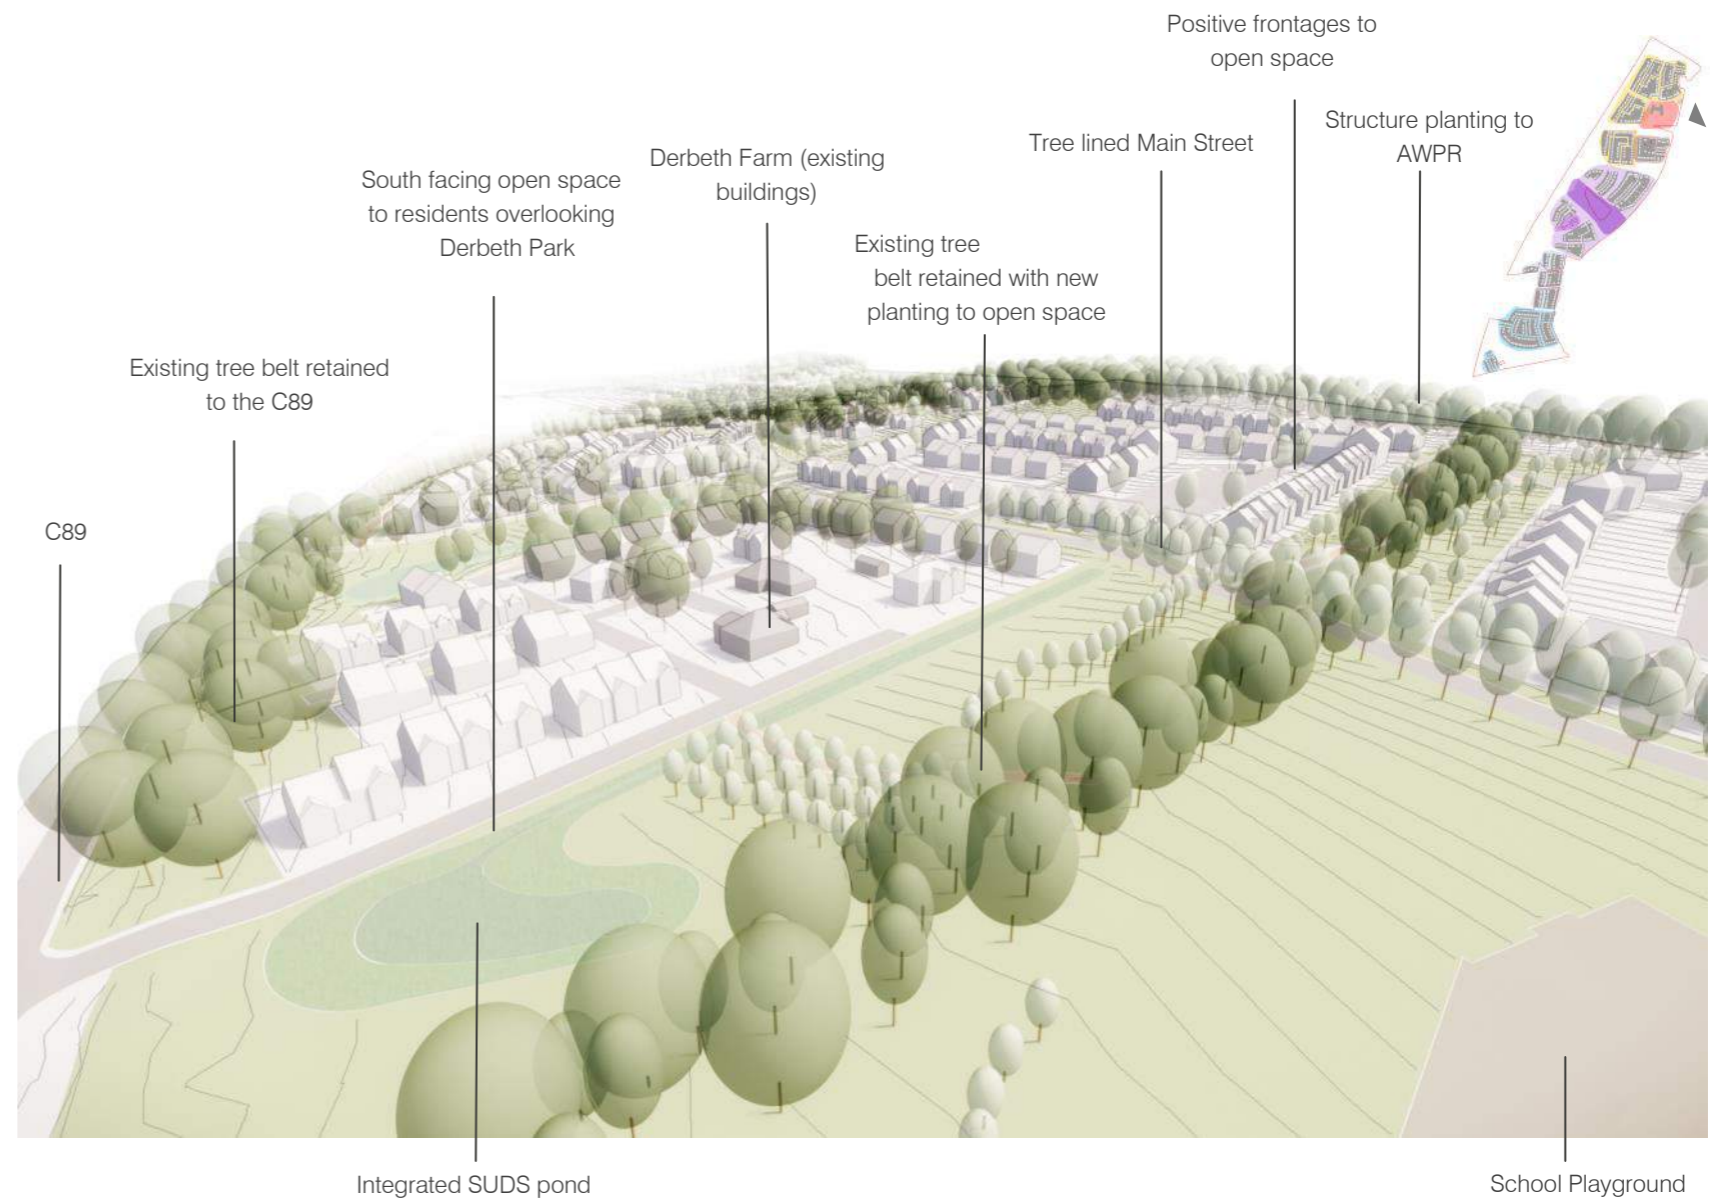 Positive frontages to
open space
Structure planting to
AWPR
Tree lined Main Street
Derbeth Farm (existing
buildings)
South facing open space
to residents overlooking
Derbeth Park
Existing tree
belt retained with new
planting to open space
Existing tree belt retained
to the C89
C89
Integrated SUDS pond
School Playground